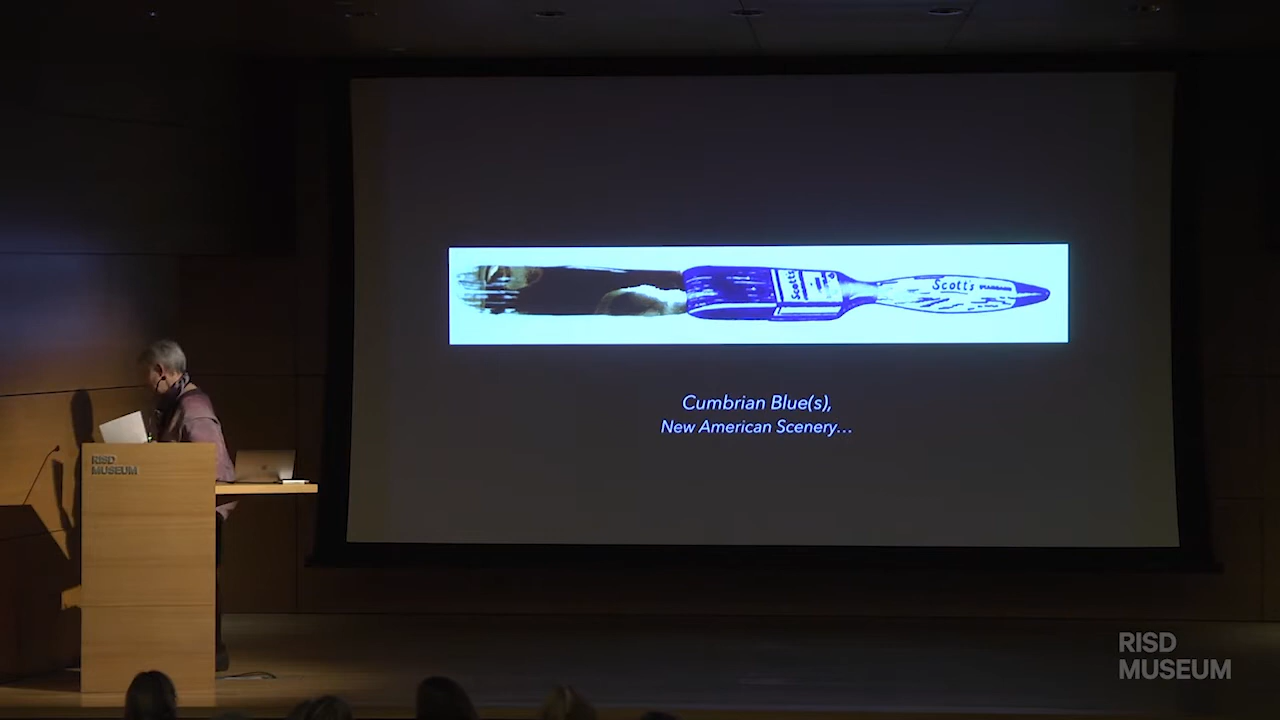 Scott's
Scott's
Cumbrian Blue(s),
New American Scenery...
RISD
MUSEUM
RISD
MUSEUM